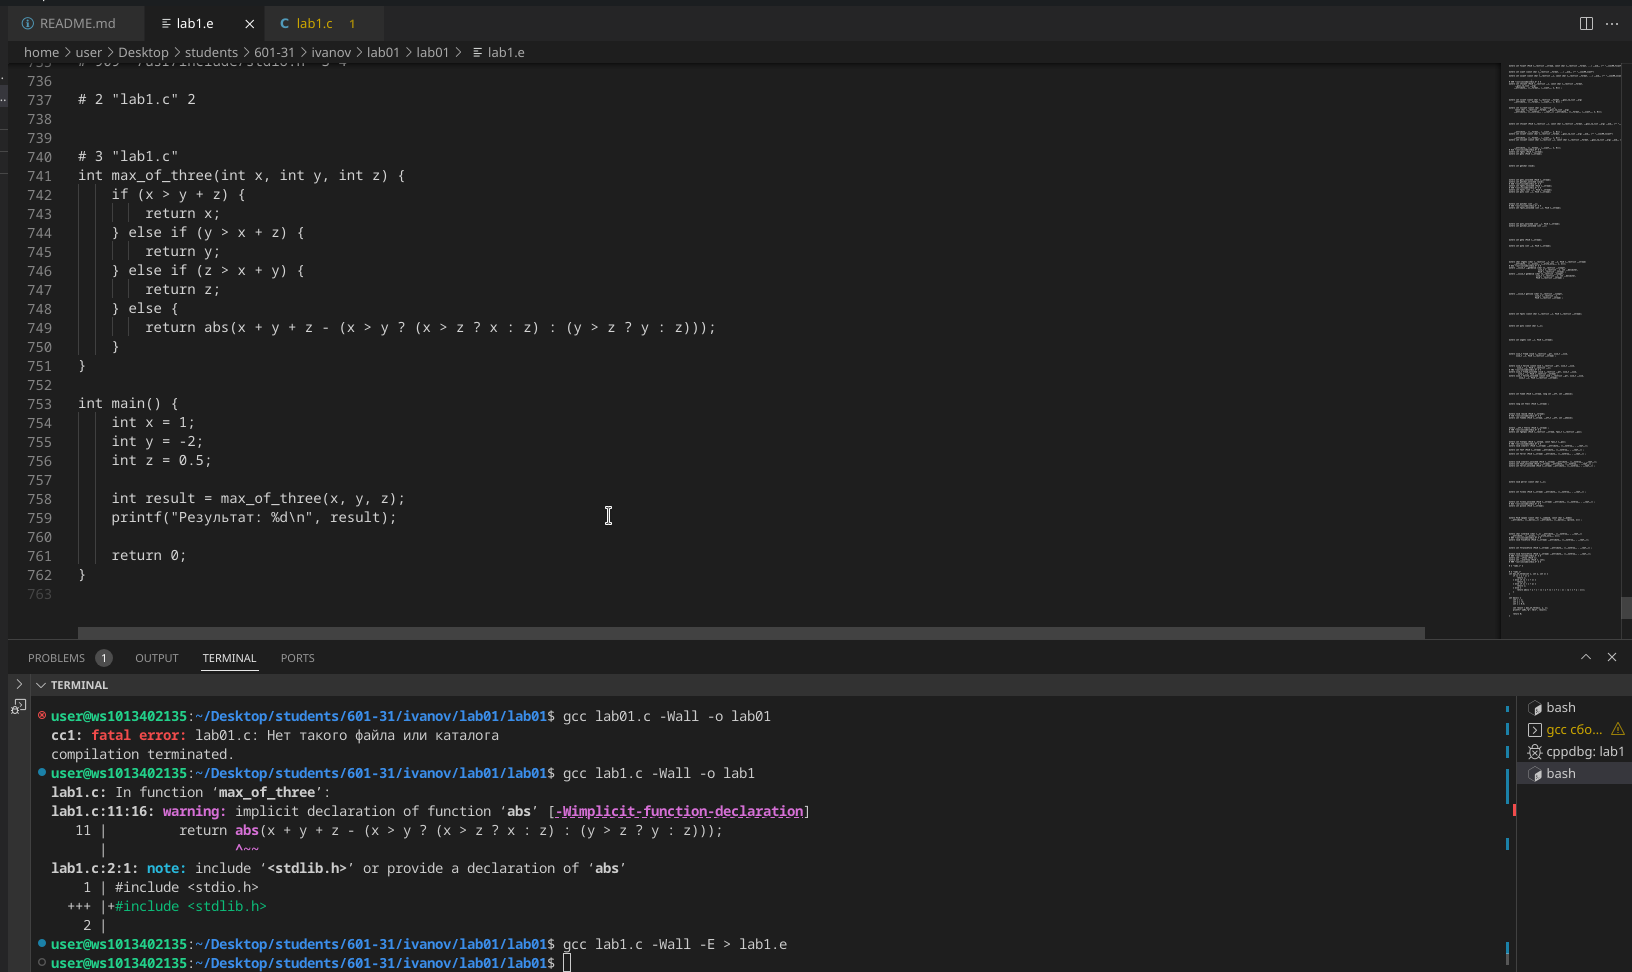 README.md
lab1.e
C lab1.c 1
home > user > Desktop > students > 601-31 > ivanov > lab01 > lab01 > lab1.e
736
737 # 2 "lab1.c" 2
738
739
740 # 3 "lab1.c"
741 int max_of_three(int x, int y, int z) {
742 if (x > y + z) {
743 return x;
744 } else if (y > x + z) {
745 return y;
746 } else if (z > x + y) {
747 return z;
748 } else {
749 return abs(x + y + z - (x > y ? (x > z ? x : z) : (y > z ? y : z)));
750 }
751 }
752
753 int main() {
754 int x = 1;
755 int y = -2;
756 int z = 0.5;
757
758 int result = max_of_three(x, y, z);
759 printf("Результат: %d\n", result);
760
761 return 0;
762 }
763
PROBLEMS 1 OUTPUT TERMINAL PORTS
TERMINAL
user@ws1013402135:~/Desktop/students/601-31/ivanov/lab01/lab01$ gcc lab01.c -Wall -o lab01
cc1: fatal error: lab01.c: Нет такого файла или каталога
compilation terminated.
user@ws1013402135:~/Desktop/students/601-31/ivanov/lab01/lab01$ gcc lab1.c -Wall -o lab1
lab1.c: In function ‘max_of_three’:
lab1.c:11:16: warning: implicit declaration of function ‘abs’ [-Wimplicit-function-declaration]
11 | return abs(x + y + z - (x > y ? (x > z ? x : z) : (y > z ? y : z)));
| ^~~
lab1.c:2:1: note: include ‘<stdlib.h>’ or provide a declaration of ‘abs’
1 | #include <stdio.h>
+++ |+#include <stdlib.h>
2 |
user@ws1013402135:~/Desktop/students/601-31/ivanov/lab01/lab01$ gcc lab1.c -Wall -E > lab1.e
user@ws1013402135:~/Desktop/students/601-31/ivanov/lab01/lab01$
bash
gcc сбо...
cppdbg: lab1
bash